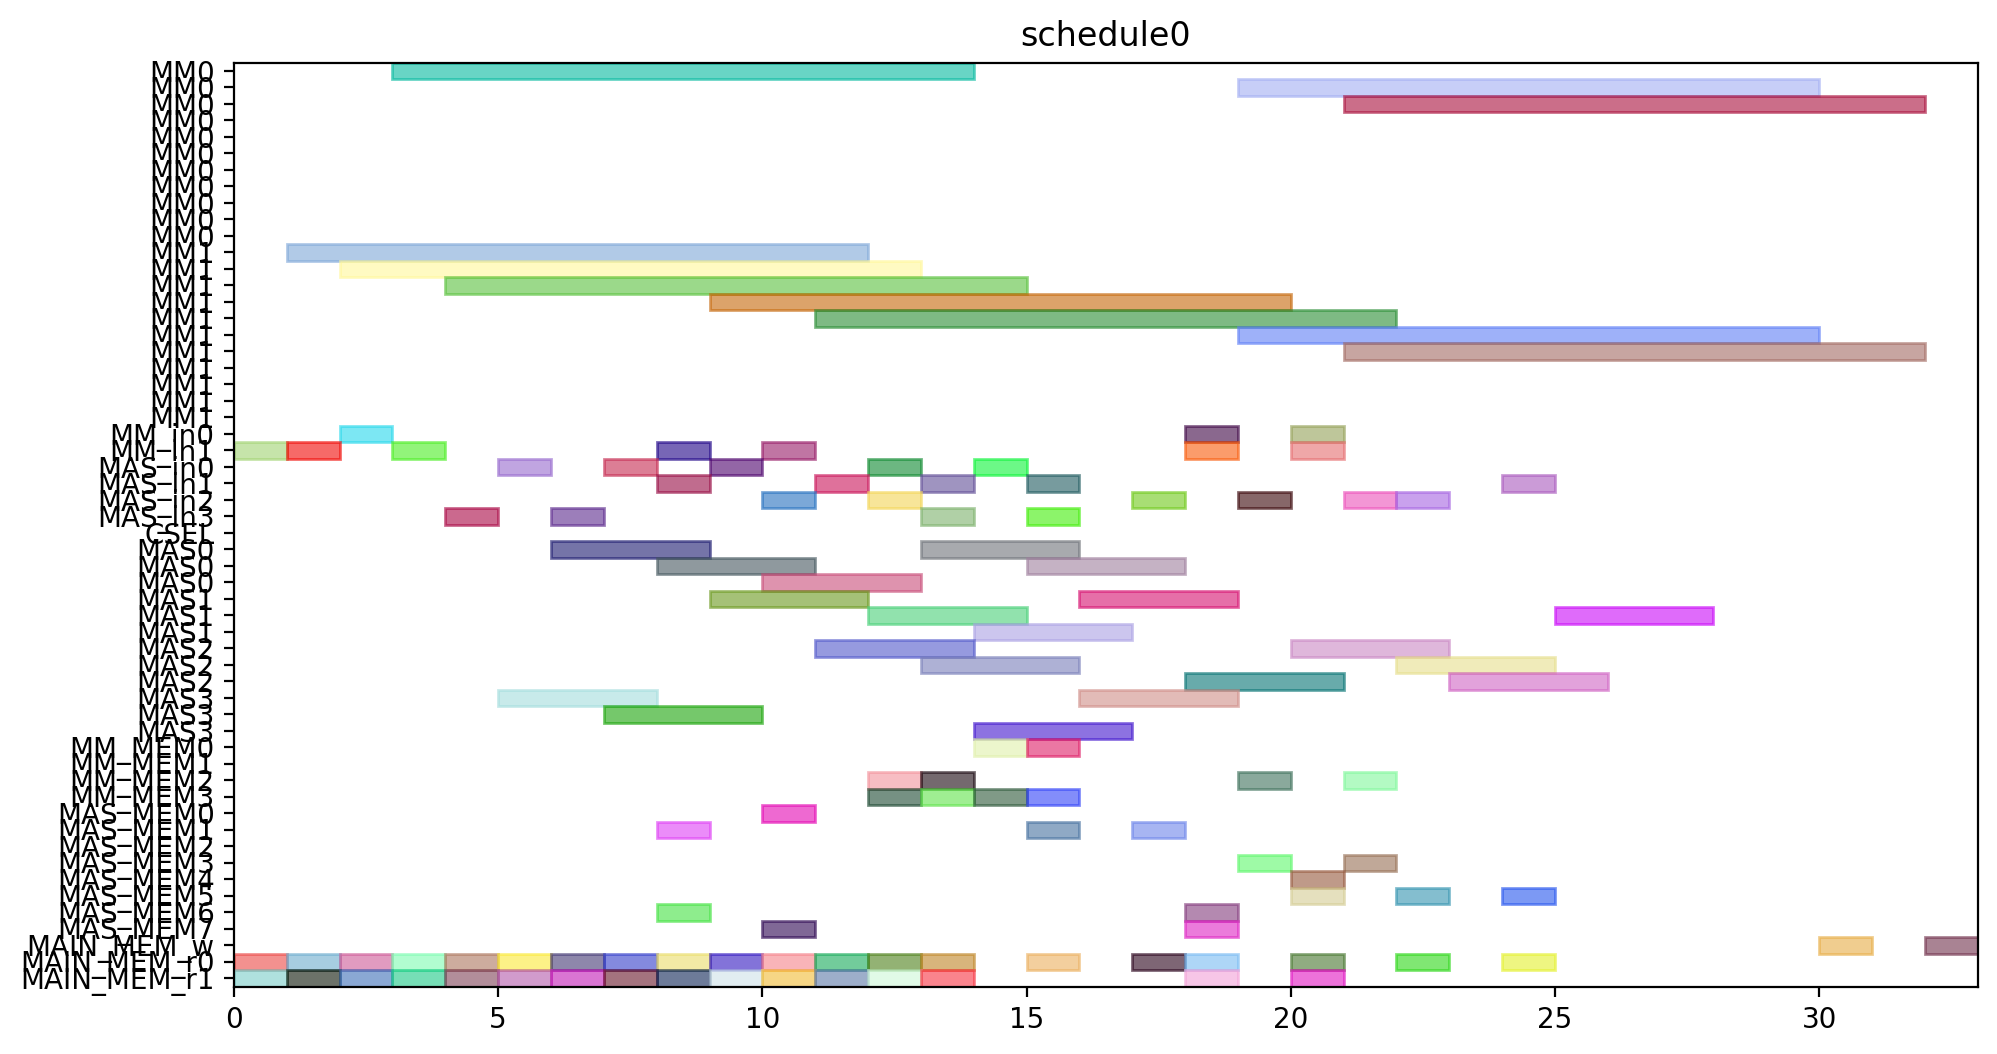 schedule0
MM0
MM0
MM0
MM0
MM0
MM0
MM0
MM0
MM0
MM0
MM0
MM1
MM1
MM1
MM1
MM1
MM1
MM1
MM1
MM1
MM1
MM1
MM_in0
MM_in1
MAS_in0
MAS_in1
MAS_in2
MAS_in3
CSEL
MAS0
MAS0
MAS0
MAS1
MAS1
MAS1
MAS2
MAS2
MAS2
MAS3
MAS3
MAS3
MM_MEM0
MM_MEM1
MM_MEM2
MM_MEM3
MAS_MEM0
MAS_MEM1
MAS_MEM2
MAS_MEM3
MAS_MEM4
MAS_MEM5
MAS_MEM6
MAS_MEM7
MAIN_MEM_w
MAIN_MEM_r0
MAIN_MEM_r1
0 5 10 15 20 25 30